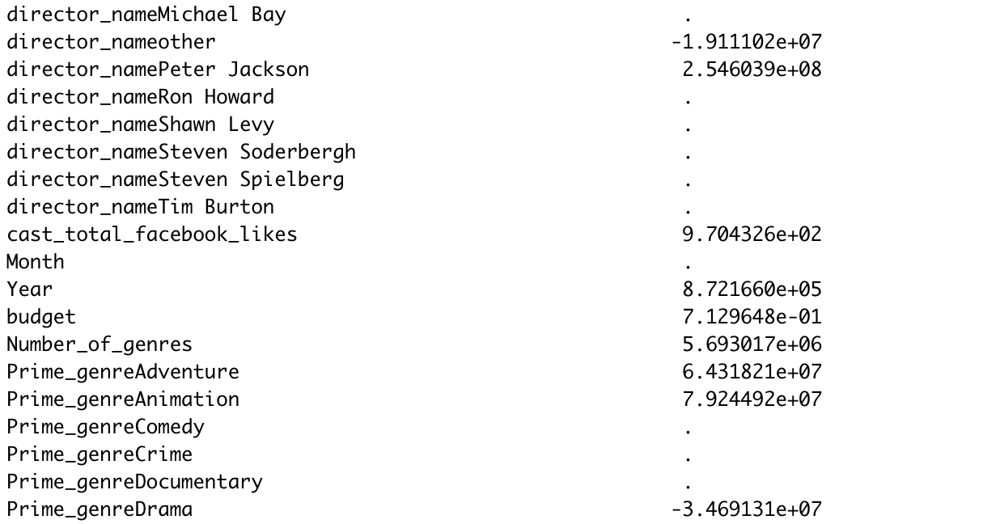 director_nameMichael Bay .
director_nameother -1.911102e+07
director_namePeter Jackson 2.546039e+08
director_nameRon Howard .
director_nameShawn Levy .
director_nameSteven Soderbergh .
director_nameSteven Spielberg .
director_nameTim Burton .
cast_total_facebook_likes 9.704326e+02
Month .
Year 8.721660e+05
budget 7.129648e-01
Number_of_genres 5.693017e+06
Prime_genreAdventure 6.431821e+07
Prime_genreAnimation 7.924492e+07
Prime_genreComedy .
Prime_genreCrime .
Prime_genreDocumentary .
Prime_genreDrama -3.469131e+07